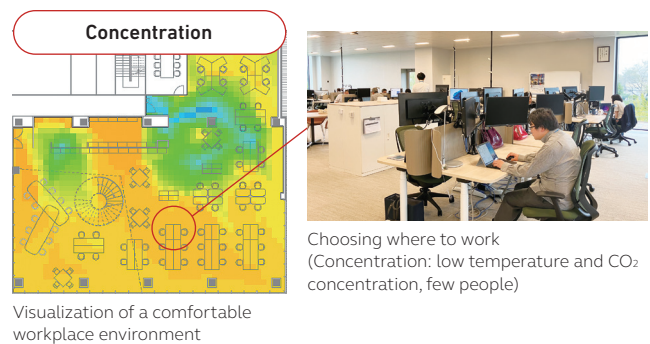 Concentration
Choosing where to work
(Concentration: low temperature and CO₂
concentration, few people)
Visualization of a comfortable
workplace environment